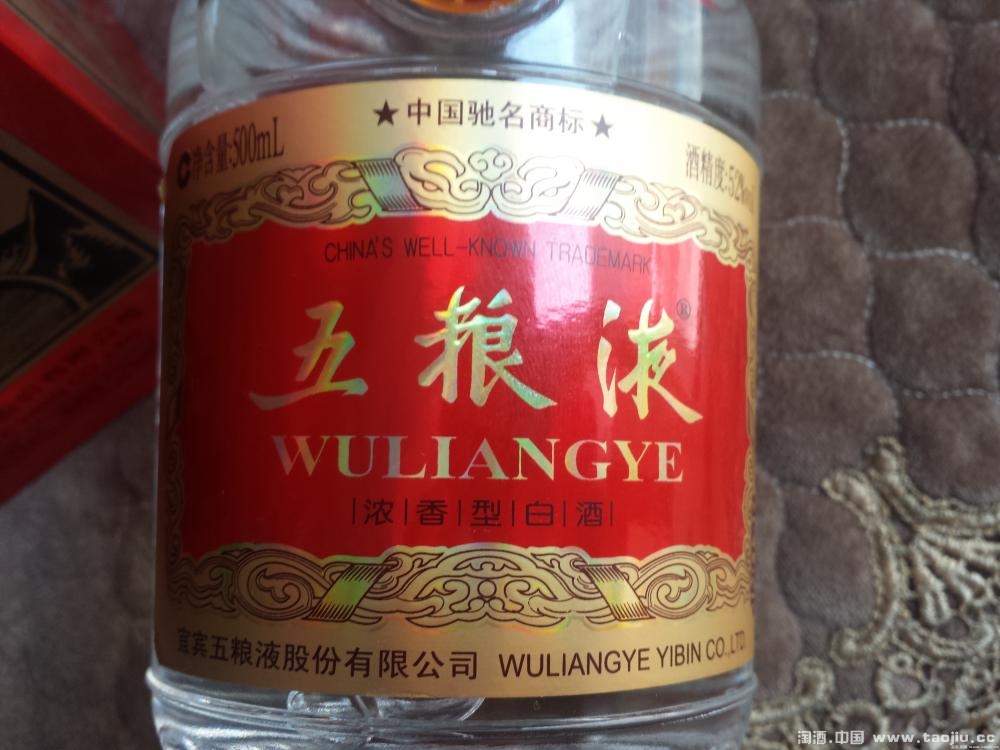 ★中国驰名商标★
净含量:500mL
酒精度:52%vol
CHINA'S WELL-KNOWN TRADEMARK
五粮液®
WULIANGYE
|浓|香|型|白|酒|
宜宾五粮液股份有限公司 WULIANGYE YIBIN CO.,LTD.
淘酒.中国 www.taojiu.cc